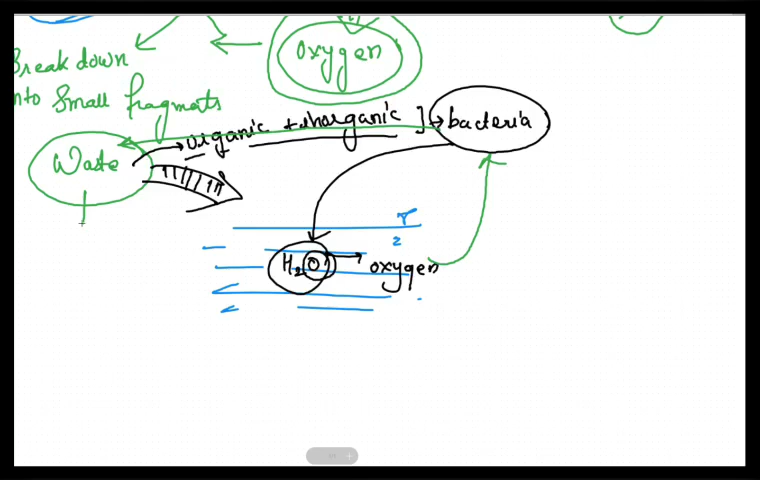 oxygen
Break down
into Small fragments
organic + inorganic ] → bacteria
Waste
H₂O → oxygen